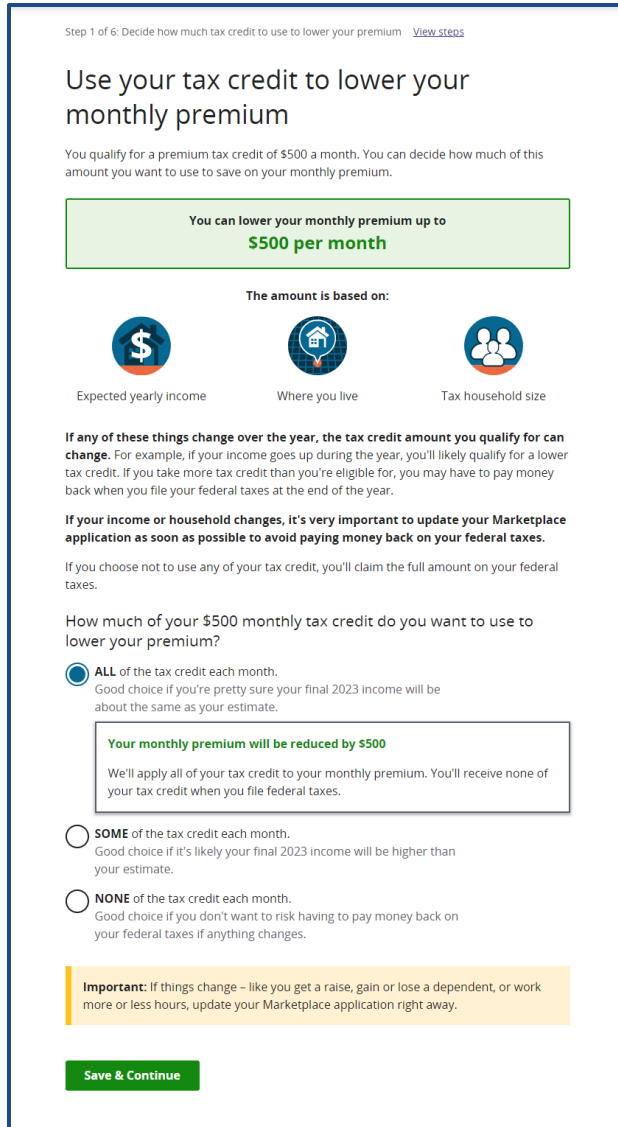 Step 1 of 6: Decide how much tax credit to use to lower your premium View steps
Use your tax credit to lower your
monthly premium
You qualify for a premium tax credit of $500 a month. You can decide how much of this
amount you want to use to save on your monthly premium.
You can lower your monthly premium up to
$500 per month
The amount is based on:
$
Expected yearly income
Where you live
Tax household size
If any of these things change over the year, the tax credit amount you qualify for can
change. For example, if your income goes up during the year, you'll likely qualify for a lower
tax credit. If you take more tax credit than you're eligible for, you may have to pay money
back when you file your federal taxes at the end of the year.
If your income or household changes, it's very important to update your Marketplace
application as soon as possible to avoid paying money back on your federal taxes.
If you choose not to use any of your tax credit, you'll claim the full amount on your federal
taxes.
How much of your $500 monthly tax credit do you want to use to
lower your premium?
ALL of the tax credit each month.
Good choice if you're pretty sure your final 2023 income will be
about the same as your estimate.
Your monthly premium will be reduced by $500
We'll apply all of your tax credit to your monthly premium. You'll receive none of
your tax credit when you file federal taxes.
SOME of the tax credit each month.
Good choice if it's likely your final 2023 income will be higher than
your estimate.
NONE of the tax credit each month.
Good choice if you don't want to risk having to pay money back on
your federal taxes if anything changes.
Important: If things change – like you get a raise, gain or lose a dependent, or work
more or less hours, update your Marketplace application right away.
Save & Continue